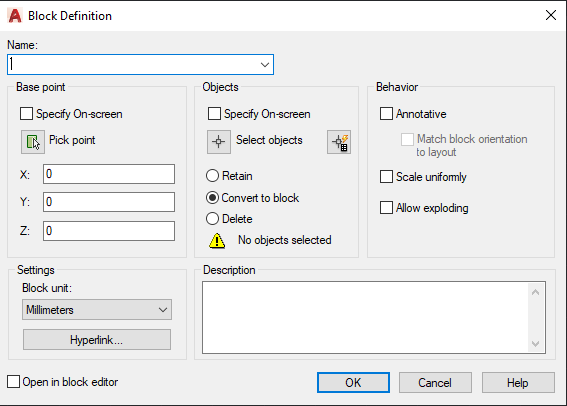 Block Definition
Name:
1
Base point
Specify On-screen
Pick point
X: 0
Y: 0
Z: 0
Objects
Specify On-screen
Select objects
Retain
Convert to block
Delete
No objects selected
Behavior
Annotative
Match block orientation
to layout
Scale uniformly
Allow exploding
Settings
Block unit:
Millimeters
Hyperlink...
Description
Open in block editor
OK
Cancel
Help